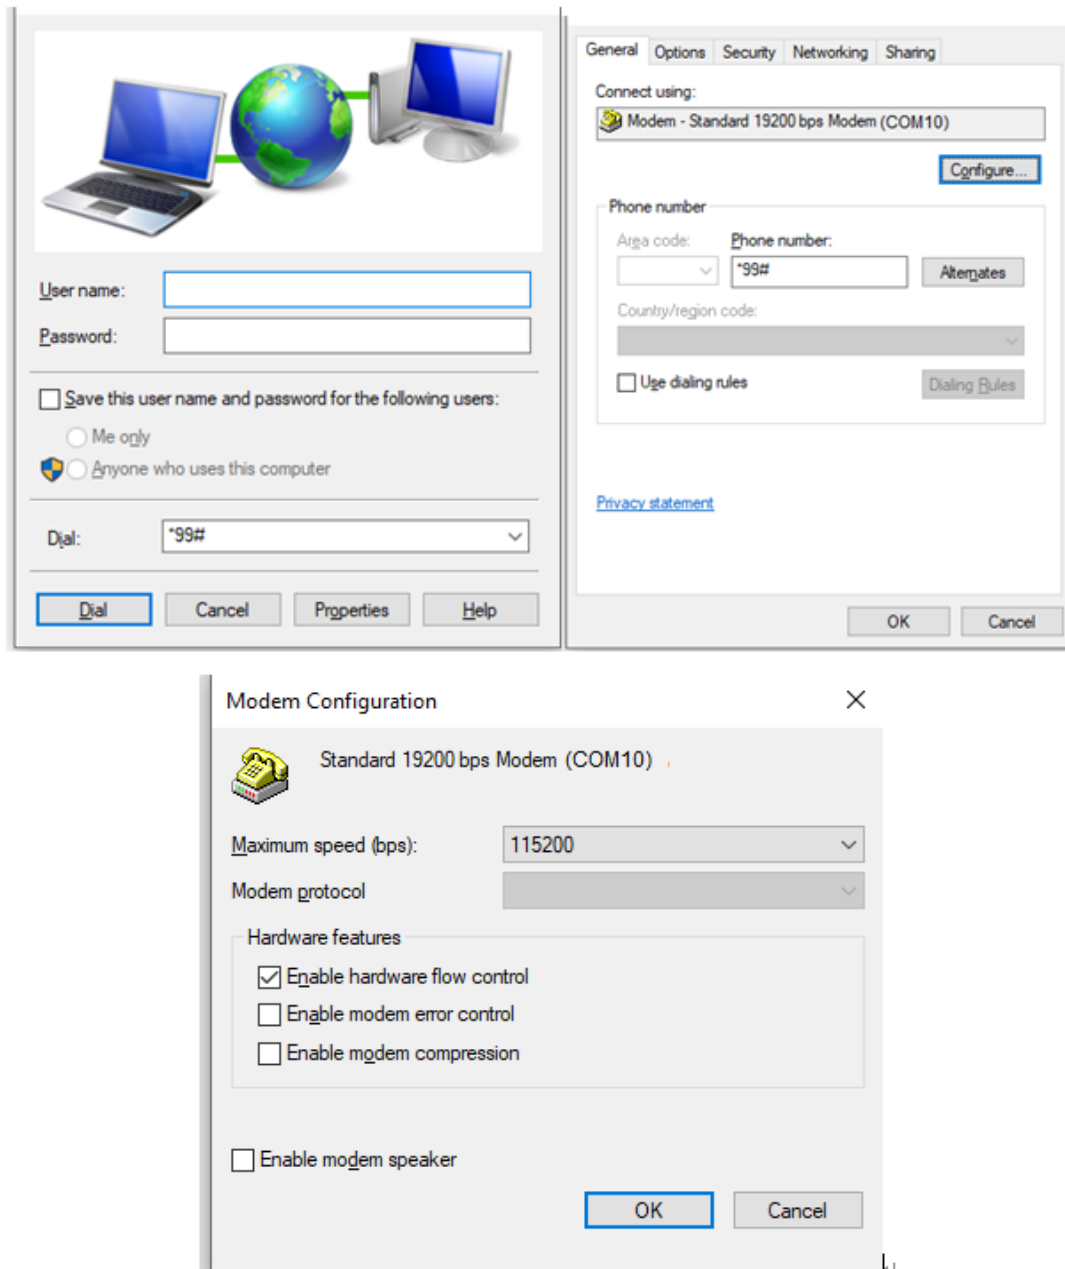 User name:
Password:
Save this user name and password for the following users:
Me only
Anyone who uses this computer
Dial:
*99#
Dial
Cancel
Properties
Help
General
Options
Security
Networking
Sharing
Connect using:
Modem - Standard 19200 bps Modem (COM10)
Configure...
Phone number
Area code:
Phone number:
*99#
Alternates
Country/region code:
Use dialing rules
Dialing Rules
Privacy statement
OK
Cancel
Modem Configuration
Standard 19200 bps Modem (COM10)
Maximum speed (bps):
115200
Modem protocol
Hardware features
Enable hardware flow control
Enable modem error control
Enable modem compression
Enable modem speaker
OK
Cancel